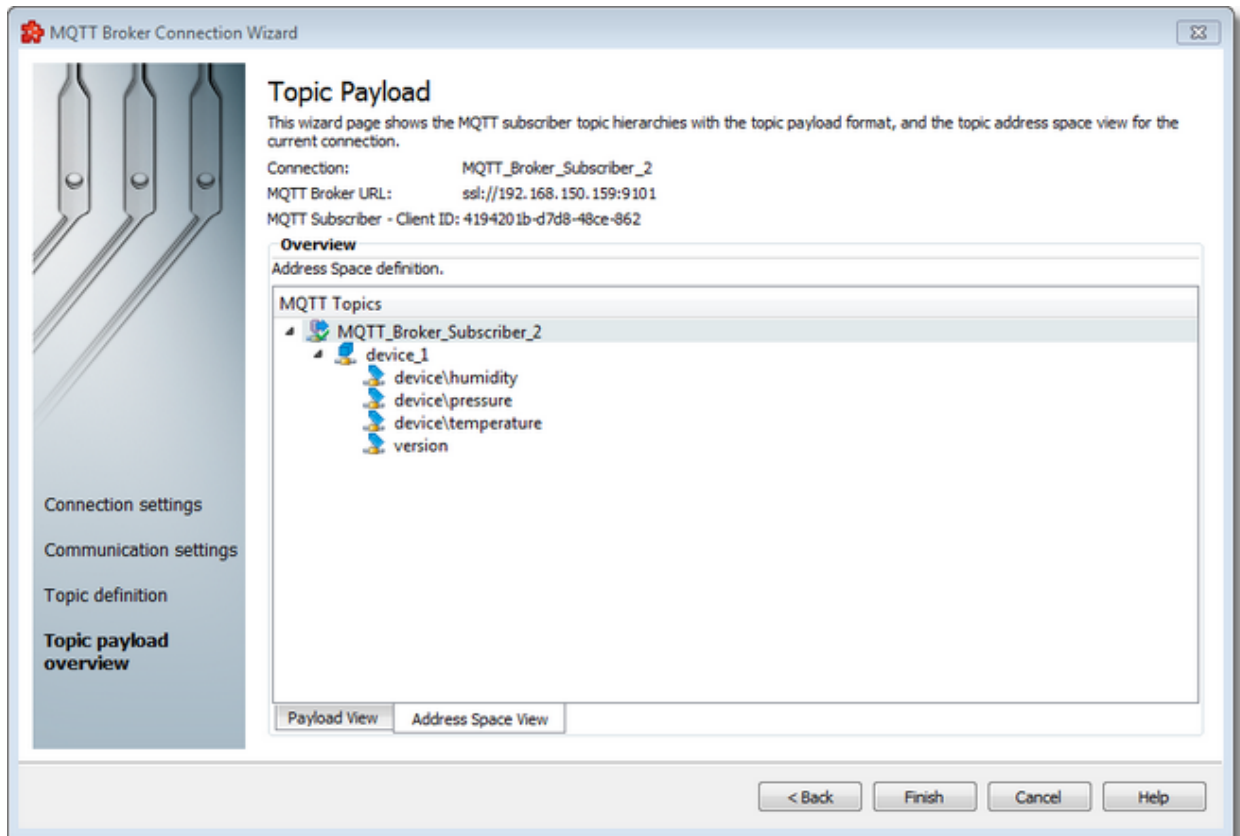 MQTT Broker Connection Wizard
Topic Payload
This wizard page shows the MQTT subscriber topic hierarchies with the topic payload format, and the topic address space view for the
current connection.
Connection: MQTT_Broker_Subscriber_2
MQTT Broker URL: ssl://192.168.150.159:9101
MQTT Subscriber - Client ID: 4194201b-d7d8-48ce-862
Overview
Address Space definition.
MQTT Topics
MQTT_Broker_Subscriber_2
device_1
device\humidity
device\pressure
device\temperature
version
Connection settings
Communication settings
Topic definition
Topic payload
overview
Payload View Address Space View
< Back Finish Cancel Help